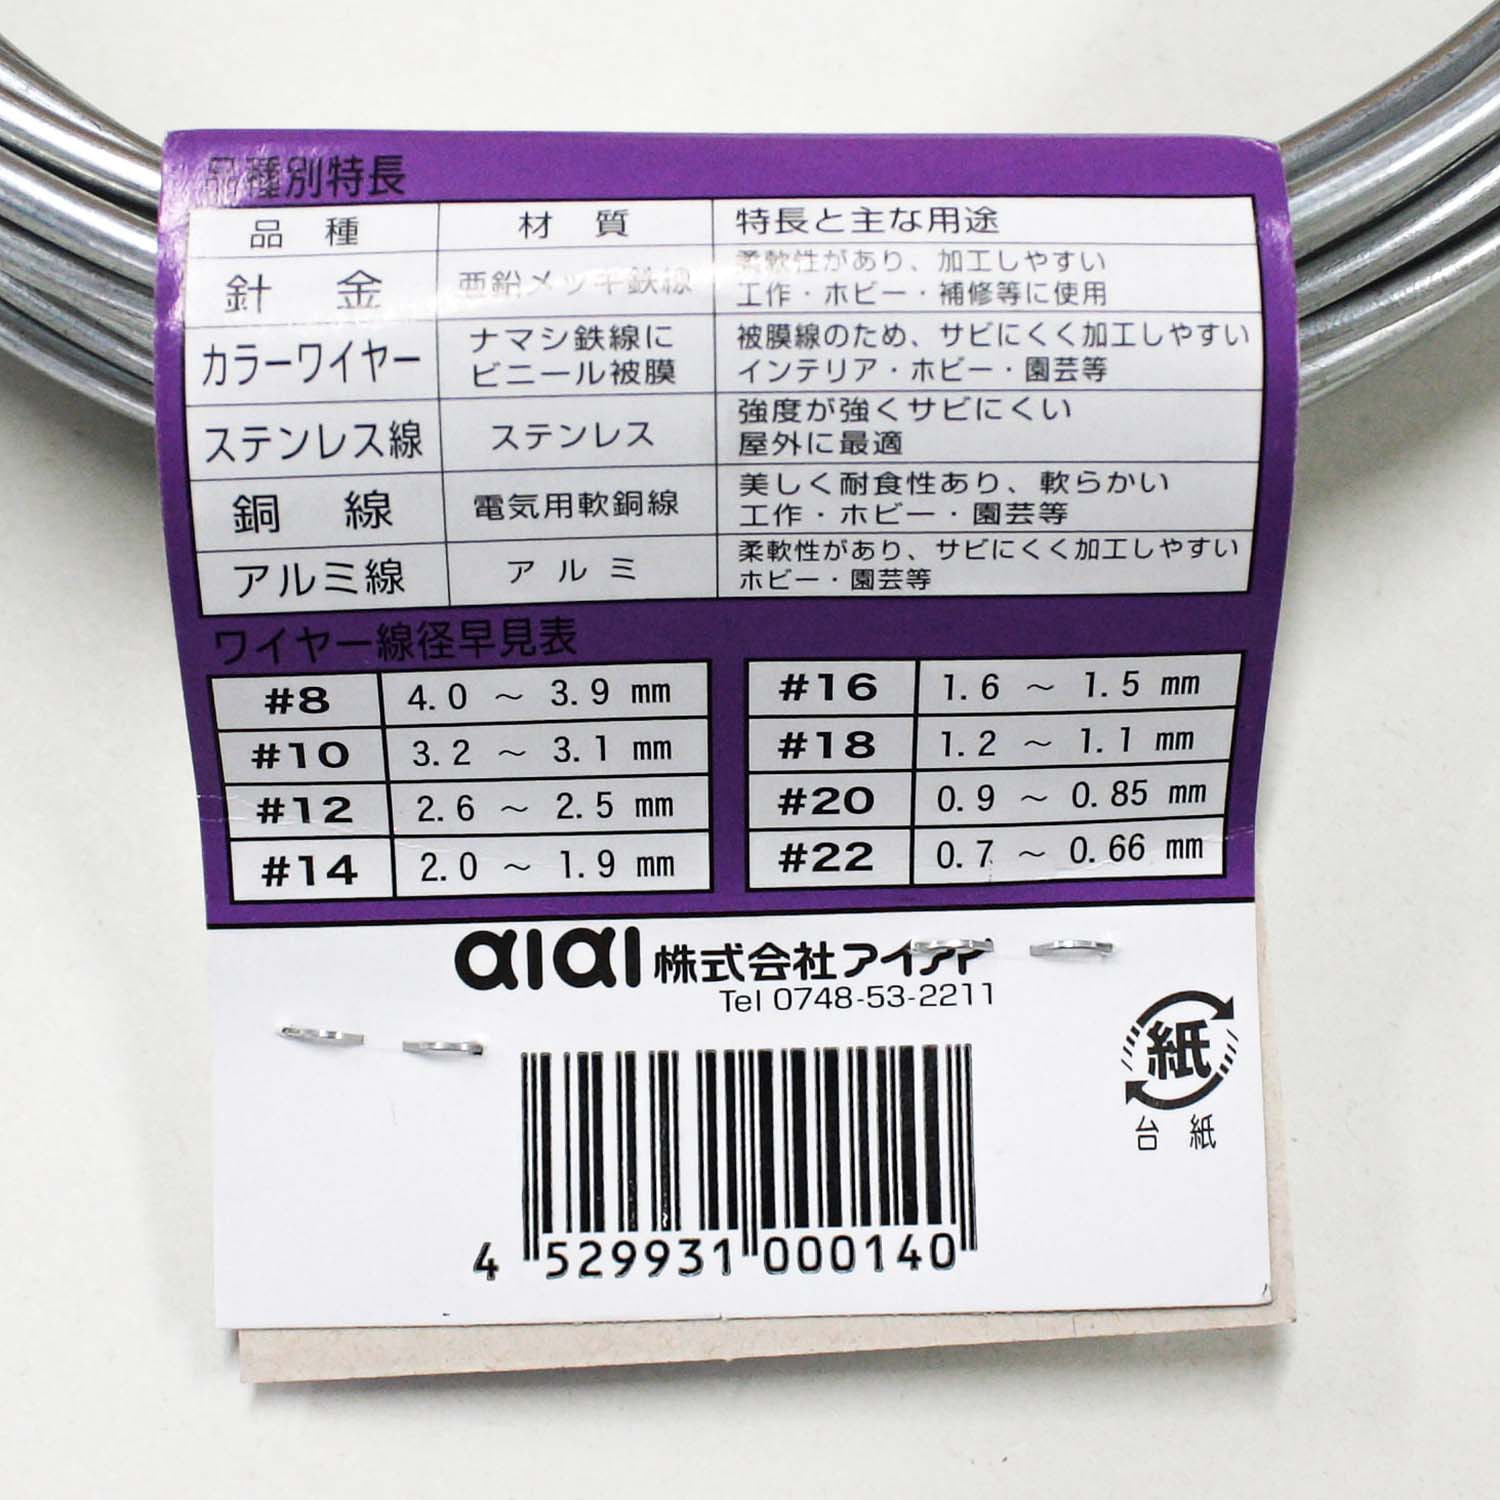 品種別特長
品種 材質 特長と主な用途
針金 亜鉛メッキ鉄線 柔軟性があり、加工しやすい
工作・ホビー・補修等に使用
カラーワイヤー ナマシ鉄線に 被膜線のため、サビにくく加工しやすい
ビニール被膜 インテリア・ホビー・園芸等
ステンレス線 ステンレス 強度が強くサビにくい
屋外に最適
銅線 電気用軟銅線 美しく耐食性あり、軟らかい
工作・ホビー・園芸等
アルミ線 アルミ 柔軟性があり、サビにくく加工しやすい
ホビー・園芸等
ワイヤー線径早見表
#8 4.0 ～ 3.9 mm #16 1.6 ～ 1.5 mm
#10 3.2 ～ 3.1 mm #18 1.2 ～ 1.1 mm
#12 2.6 ～ 2.5 mm #20 0.9 ～ 0.85 mm
#14 2.0 ～ 1.9 mm #22 0.7 ～ 0.66 mm
aiai 株式会社アイアイ
Tel 0748-53-2211
紙
台紙
4 529931 000140